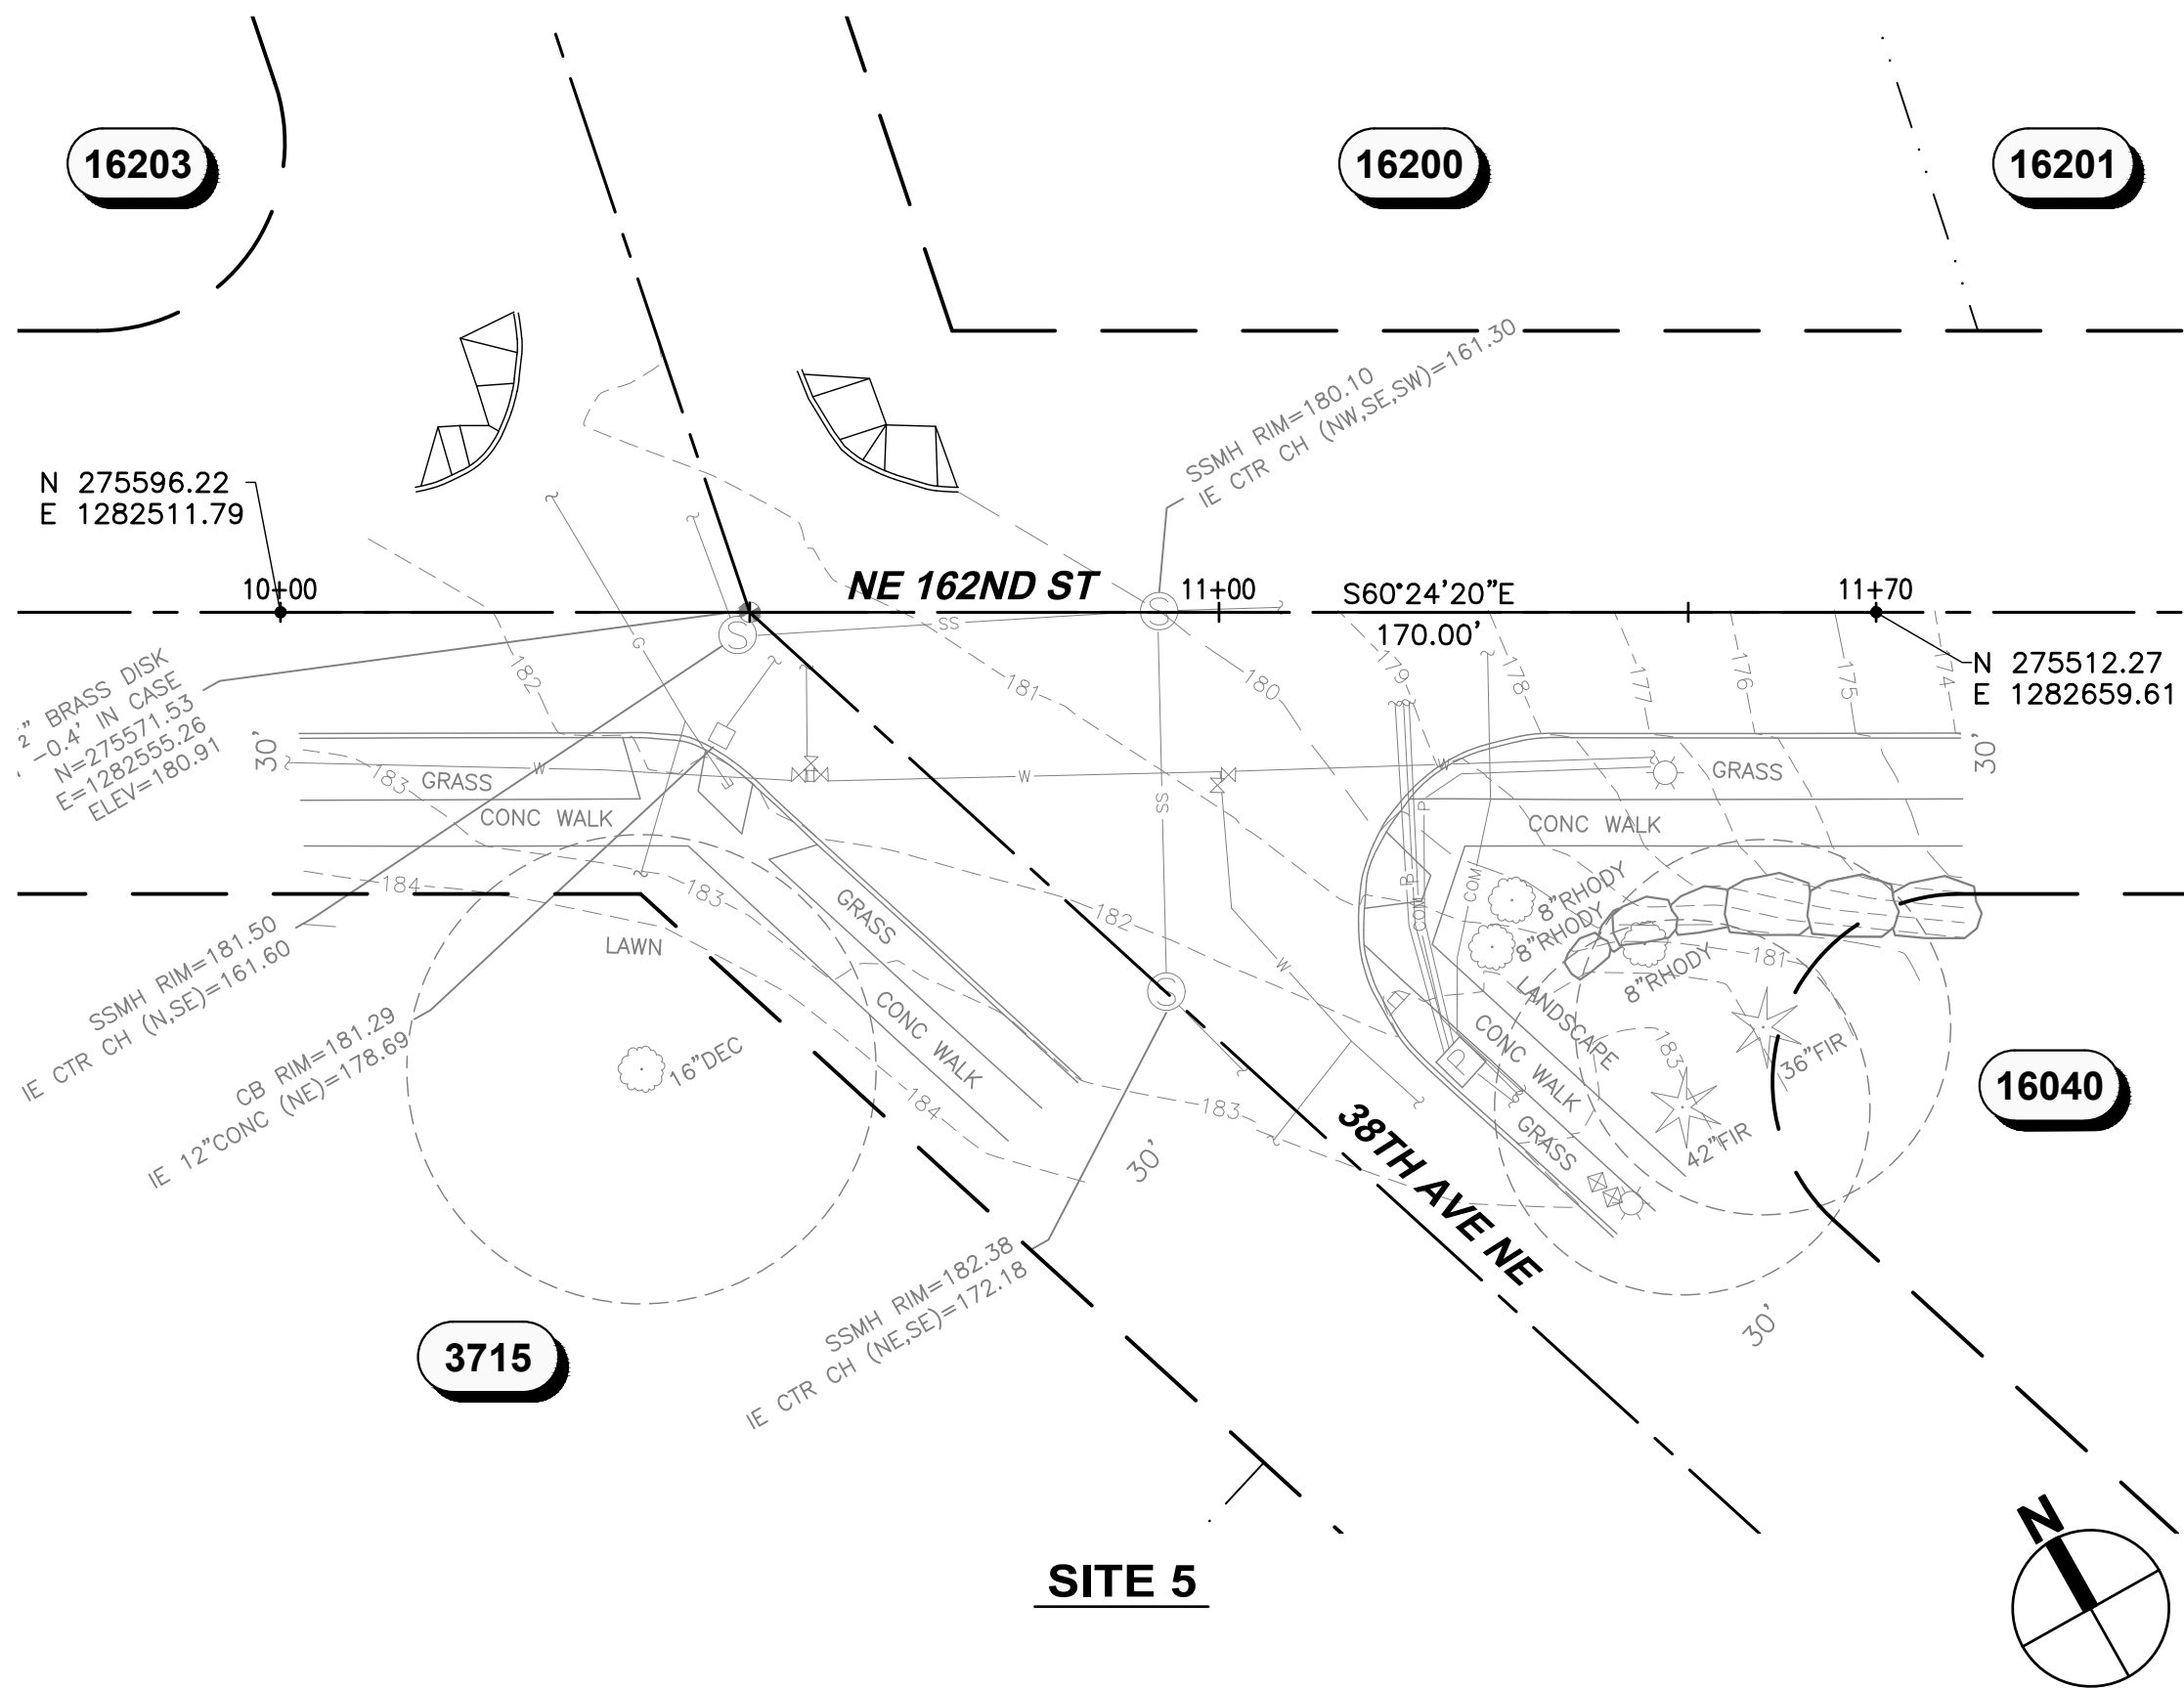 16203
16200
16201
SSMH RIM=180.10
IE CTR CH (NW,SE,SW)=161.30
N 275596.22
E 1282511.79
10+00
NE 162ND ST
11+00
S60°24'20"E
170.00'
11+70
N 275512.27
E 1282659.61
2" BRASS DISK
-0.4' IN CASE
N=275571.53
E=1282555.26
ELEV=180.91
SS
G
182
181
180
179
178
177
176
175
174
30'
30'
183
GRASS
W
W
W
GRASS
CONC WALK
SS
P
CONC WALK
184
183
GRASS
182
P
COM
COM
8"RHODY
8"RHODY
8"RHODY
181
LAWN
W
SSMH RIM=181.50
IE CTR CH (N,SE)=161.60
CB RIM=181.29
IE 12"CONC (NE)=178.69
16"DEC
CONC WALK
184
183
P
LANDSCAPE
CONC WALK
GRASS
183
36"FIR
42"FIR
16040
30'
38TH AVE NE
30'
SSMH RIM=182.38
IE CTR CH (NE,SE)=172.18
3715
SITE 5
N